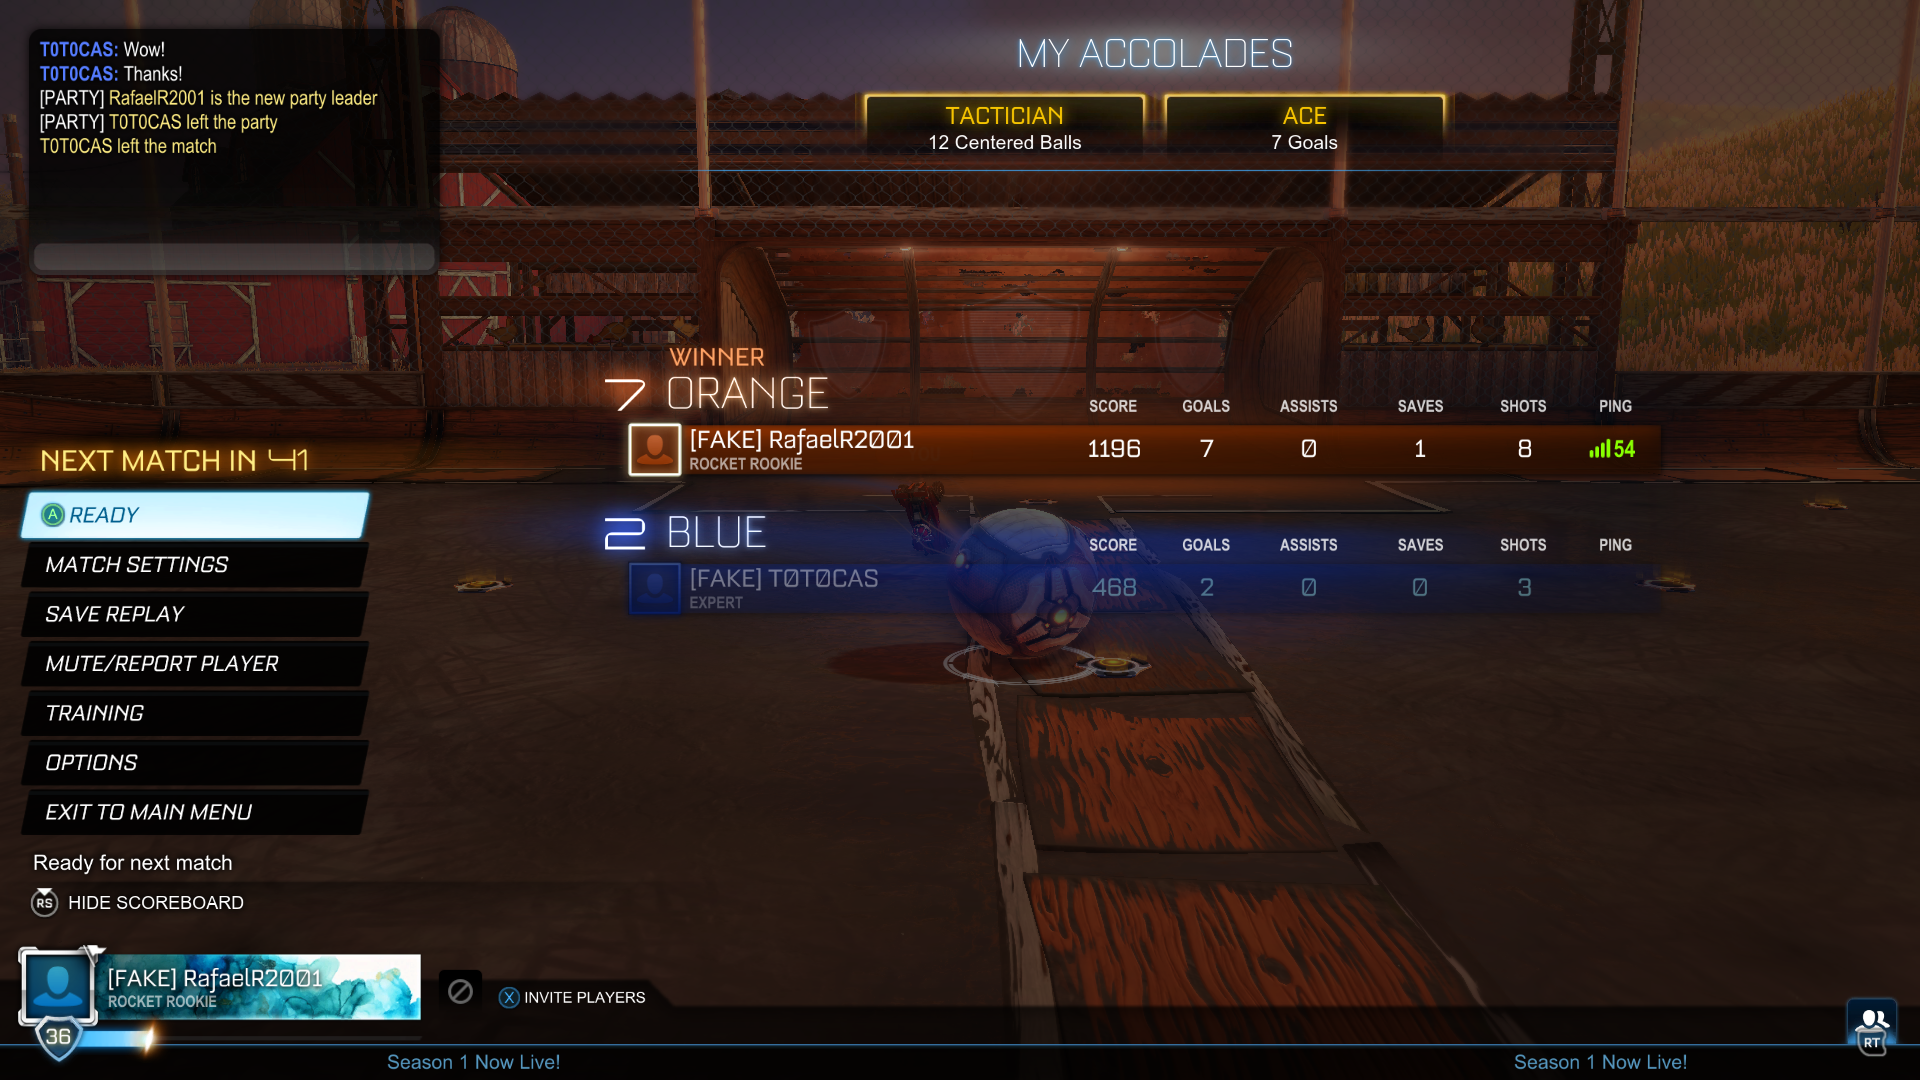 T0T0CAS: Wow!
T0T0CAS: Thanks!
[PARTY] RafaelR2001 is the new party leader
[PARTY] T0T0CAS left the party
T0T0CAS left the match
MY ACCOLADES
TACTICIAN
12 Centered Balls
ACE
7 Goals
WINNER
7 ORANGE
SCORE GOALS ASSISTS SAVES SHOTS PING
[FAKE] RafaelR2001 1196 7 0 1 8 54
ROCKET ROOKIE
2 BLUE
SCORE GOALS ASSISTS SAVES SHOTS PING
[FAKE] T0T0CAS 468 2 0 0 3
EXPERT
NEXT MATCH IN 41
A READY
MATCH SETTINGS
SAVE REPLAY
MUTE/REPORT PLAYER
TRAINING
OPTIONS
EXIT TO MAIN MENU
Ready for next match
RS HIDE SCOREBOARD
[FAKE] RafaelR2001
ROCKET ROOKIE
36
X INVITE PLAYERS
RT
Season 1 Now Live!
Season 1 Now Live!